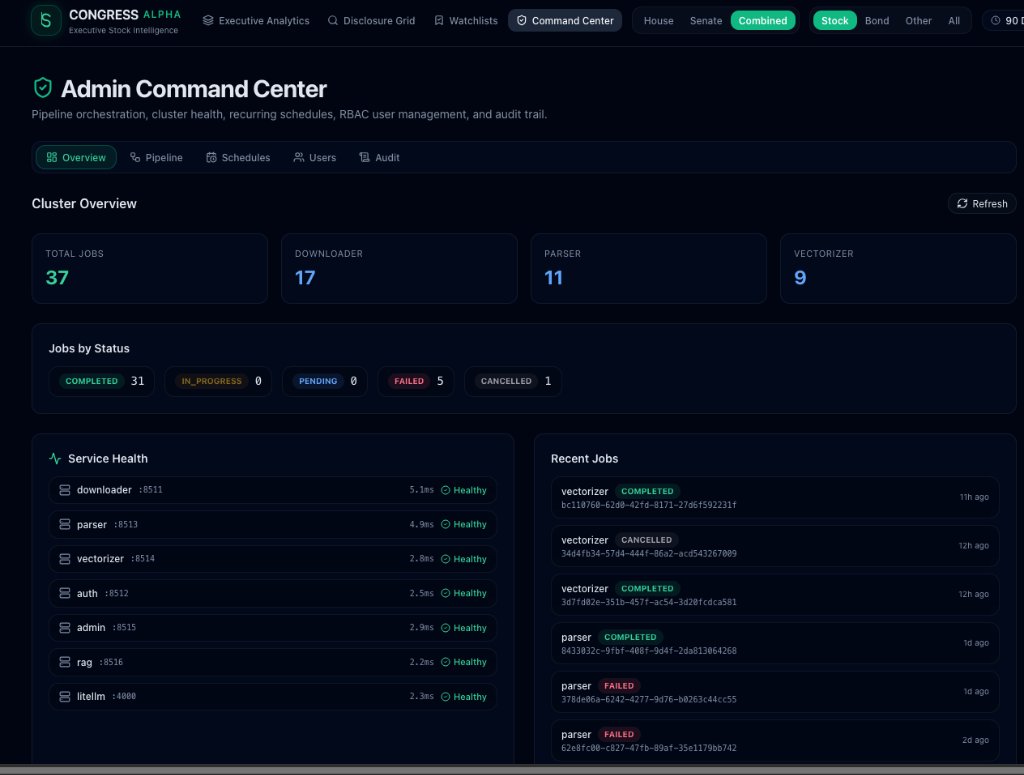 CONGRESS ALPHA
Executive Stock Intelligence
Executive Analytics
Disclosure Grid
Watchlists
Command Center
House
Senate
Combined
Stock
Bond
Other
All
90 D
Admin Command Center
Pipeline orchestration, cluster health, recurring schedules, RBAC user management, and audit trail.
Overview
Pipeline
Schedules
Users
Audit
Cluster Overview
Refresh
TOTAL JOBS
37
DOWNLOADER
17
PARSER
11
VECTORIZER
9
Jobs by Status
COMPLETED 31
IN_PROGRESS 0
PENDING 0
FAILED 5
CANCELLED 1
Service Health
downloader :8511 5.1ms Healthy
parser :8513 4.9ms Healthy
vectorizer :8514 2.8ms Healthy
auth :8512 2.5ms Healthy
admin :8515 2.9ms Healthy
rag :8516 2.2ms Healthy
litellm :4000 2.3ms Healthy
Recent Jobs
vectorizer COMPLETED
bc110760-62d0-42fd-8171-27d6f592231f
11h ago
vectorizer CANCELLED
34d4fb34-57d4-444f-86a2-acd543267009
12h ago
vectorizer COMPLETED
3d7fd02e-351b-457f-ac54-3d20fcdca581
12h ago
parser COMPLETED
8433032c-9fbf-408f-9d4f-2da813064268
1d ago
parser FAILED
378de06a-6242-4277-9d76-b0263c44cc55
1d ago
parser FAILED
62e8fc00-c827-47fb-89af-35e1179bb742
2d ago